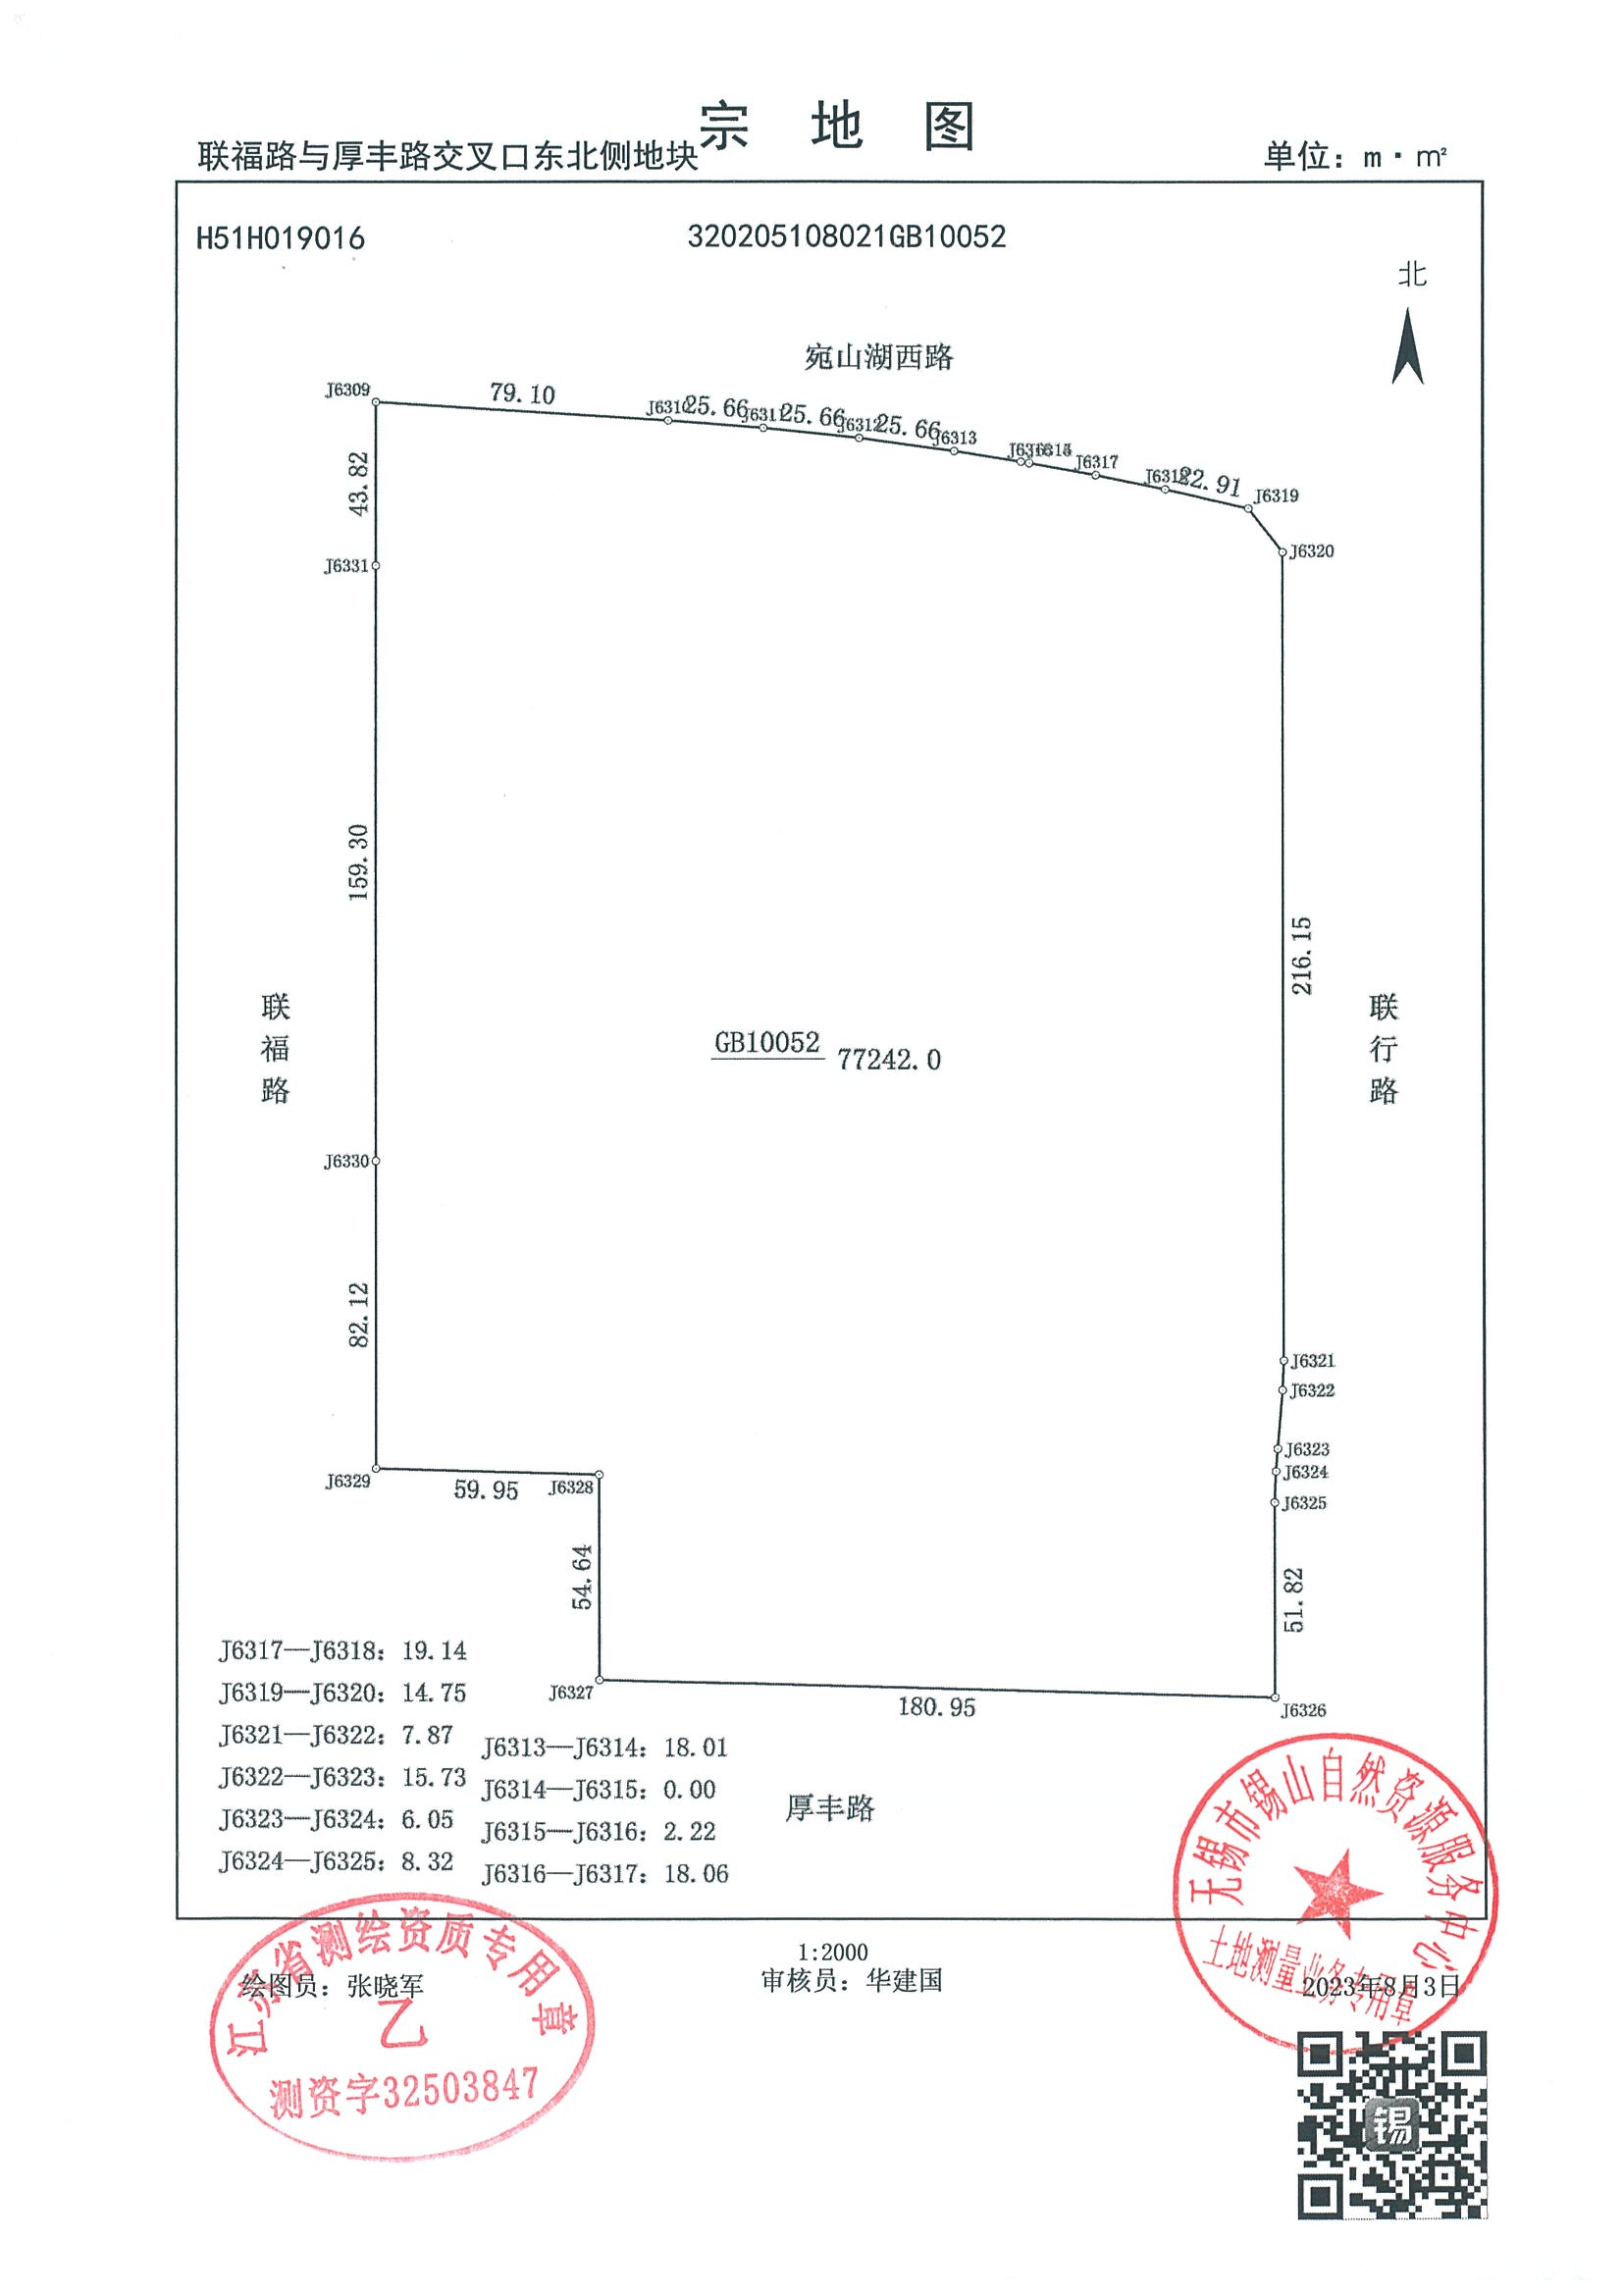 宗 地 图
联福路与厚丰路交叉口东北侧地块
单位：m·㎡
H51H019016
320205108021GB10052
北
宛山湖西路
J6309
79.10
J6310
25.66
J6311
25.66
J6312
25.66
J6313
J6317
J6318
22.91
J6319
J6320
43.82
J6331
159.30
216.15
联福路
联行路
GB10052
77242.0
J6330
82.12
J6321
J6322
J6323
J6324
J6325
J6329
59.95
J6328
54.64
51.82
J6327
180.95
J6326
J6317—J6318：19.14
J6319—J6320：14.75
J6321—J6322：7.87
J6322—J6323：15.73
J6323—J6324：6.05
J6324—J6325：8.32
J6313—J6314：18.01
J6314—J6315：0.00
J6315—J6316：2.22
J6316—J6317：18.06
厚丰路
无锡市锡山自然资源服务中心
土地测量业务专用章
1:2000
绘图员：张晓军
审核员：华建国
2023年8月3日
江苏省测绘资质专用章
乙
测资字32503847
锡